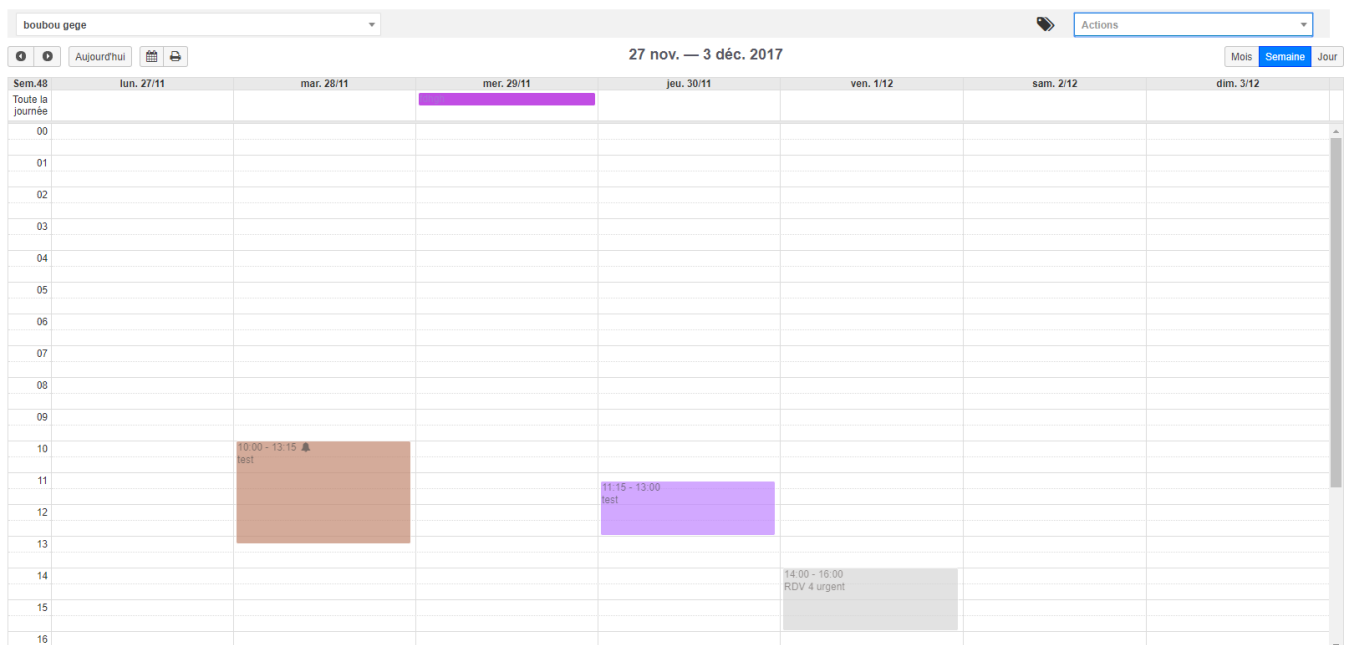 boubou gege
Actions
Aujourd'hui
27 nov. — 3 déc. 2017
Mois Semaine Jour
Sem.48 lun. 27/11 mar. 28/11 mer. 29/11 jeu. 30/11 ven. 1/12 sam. 2/12 dim. 3/12
Toute la
journée
00
01
02
03
04
05
06
07
08
09
10
10:00 - 13:15
test
11
11:15 - 13:00
test
12
13
14
14:00 - 16:00
RDV 4 urgent
15
16